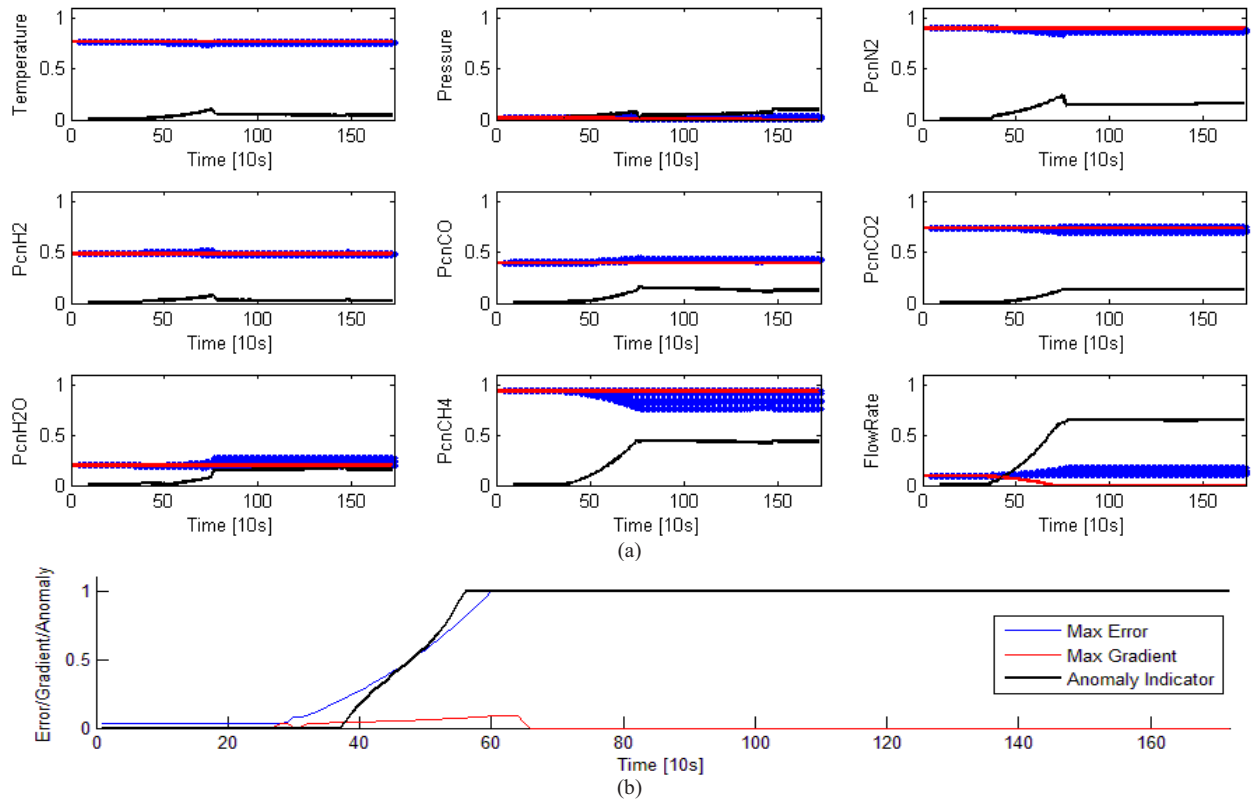 1
0.5
0
Temperature
0 50 100 150
Time [10s]
1
0.5
0
Pressure
0 50 100 150
Time [10s]
1
0.5
0
PcnN2
0 50 100 150
Time [10s]
1
0.5
0
PcnH2
0 50 100 150
Time [10s]
1
0.5
0
PcnCO
0 50 100 150
Time [10s]
1
0.5
0
PcnCO2
0 50 100 150
Time [10s]
1
0.5
0
PcnH2O
0 50 100 150
Time [10s]
1
0.5
0
PcnCH4
0 50 100 150
Time [10s]
1
0.5
0
FlowRate
0 50 100 150
Time [10s]
(a)
1
0.5
0
Error/Gradient/Anomaly
Max Error
Max Gradient
Anomaly Indicator
0 20 40 60 80 100 120 140 160
Time [10s]
(b)